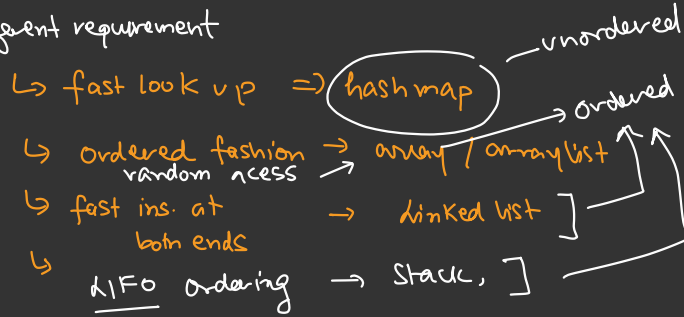 requirement
↳ fast look up => hashmap — unordered
ordered
↳ ordered fashion → array / arraylist
random acess
↳ fast ins. at → Linked list ]
both ends
↳ LIFO ordering → Stack, ]